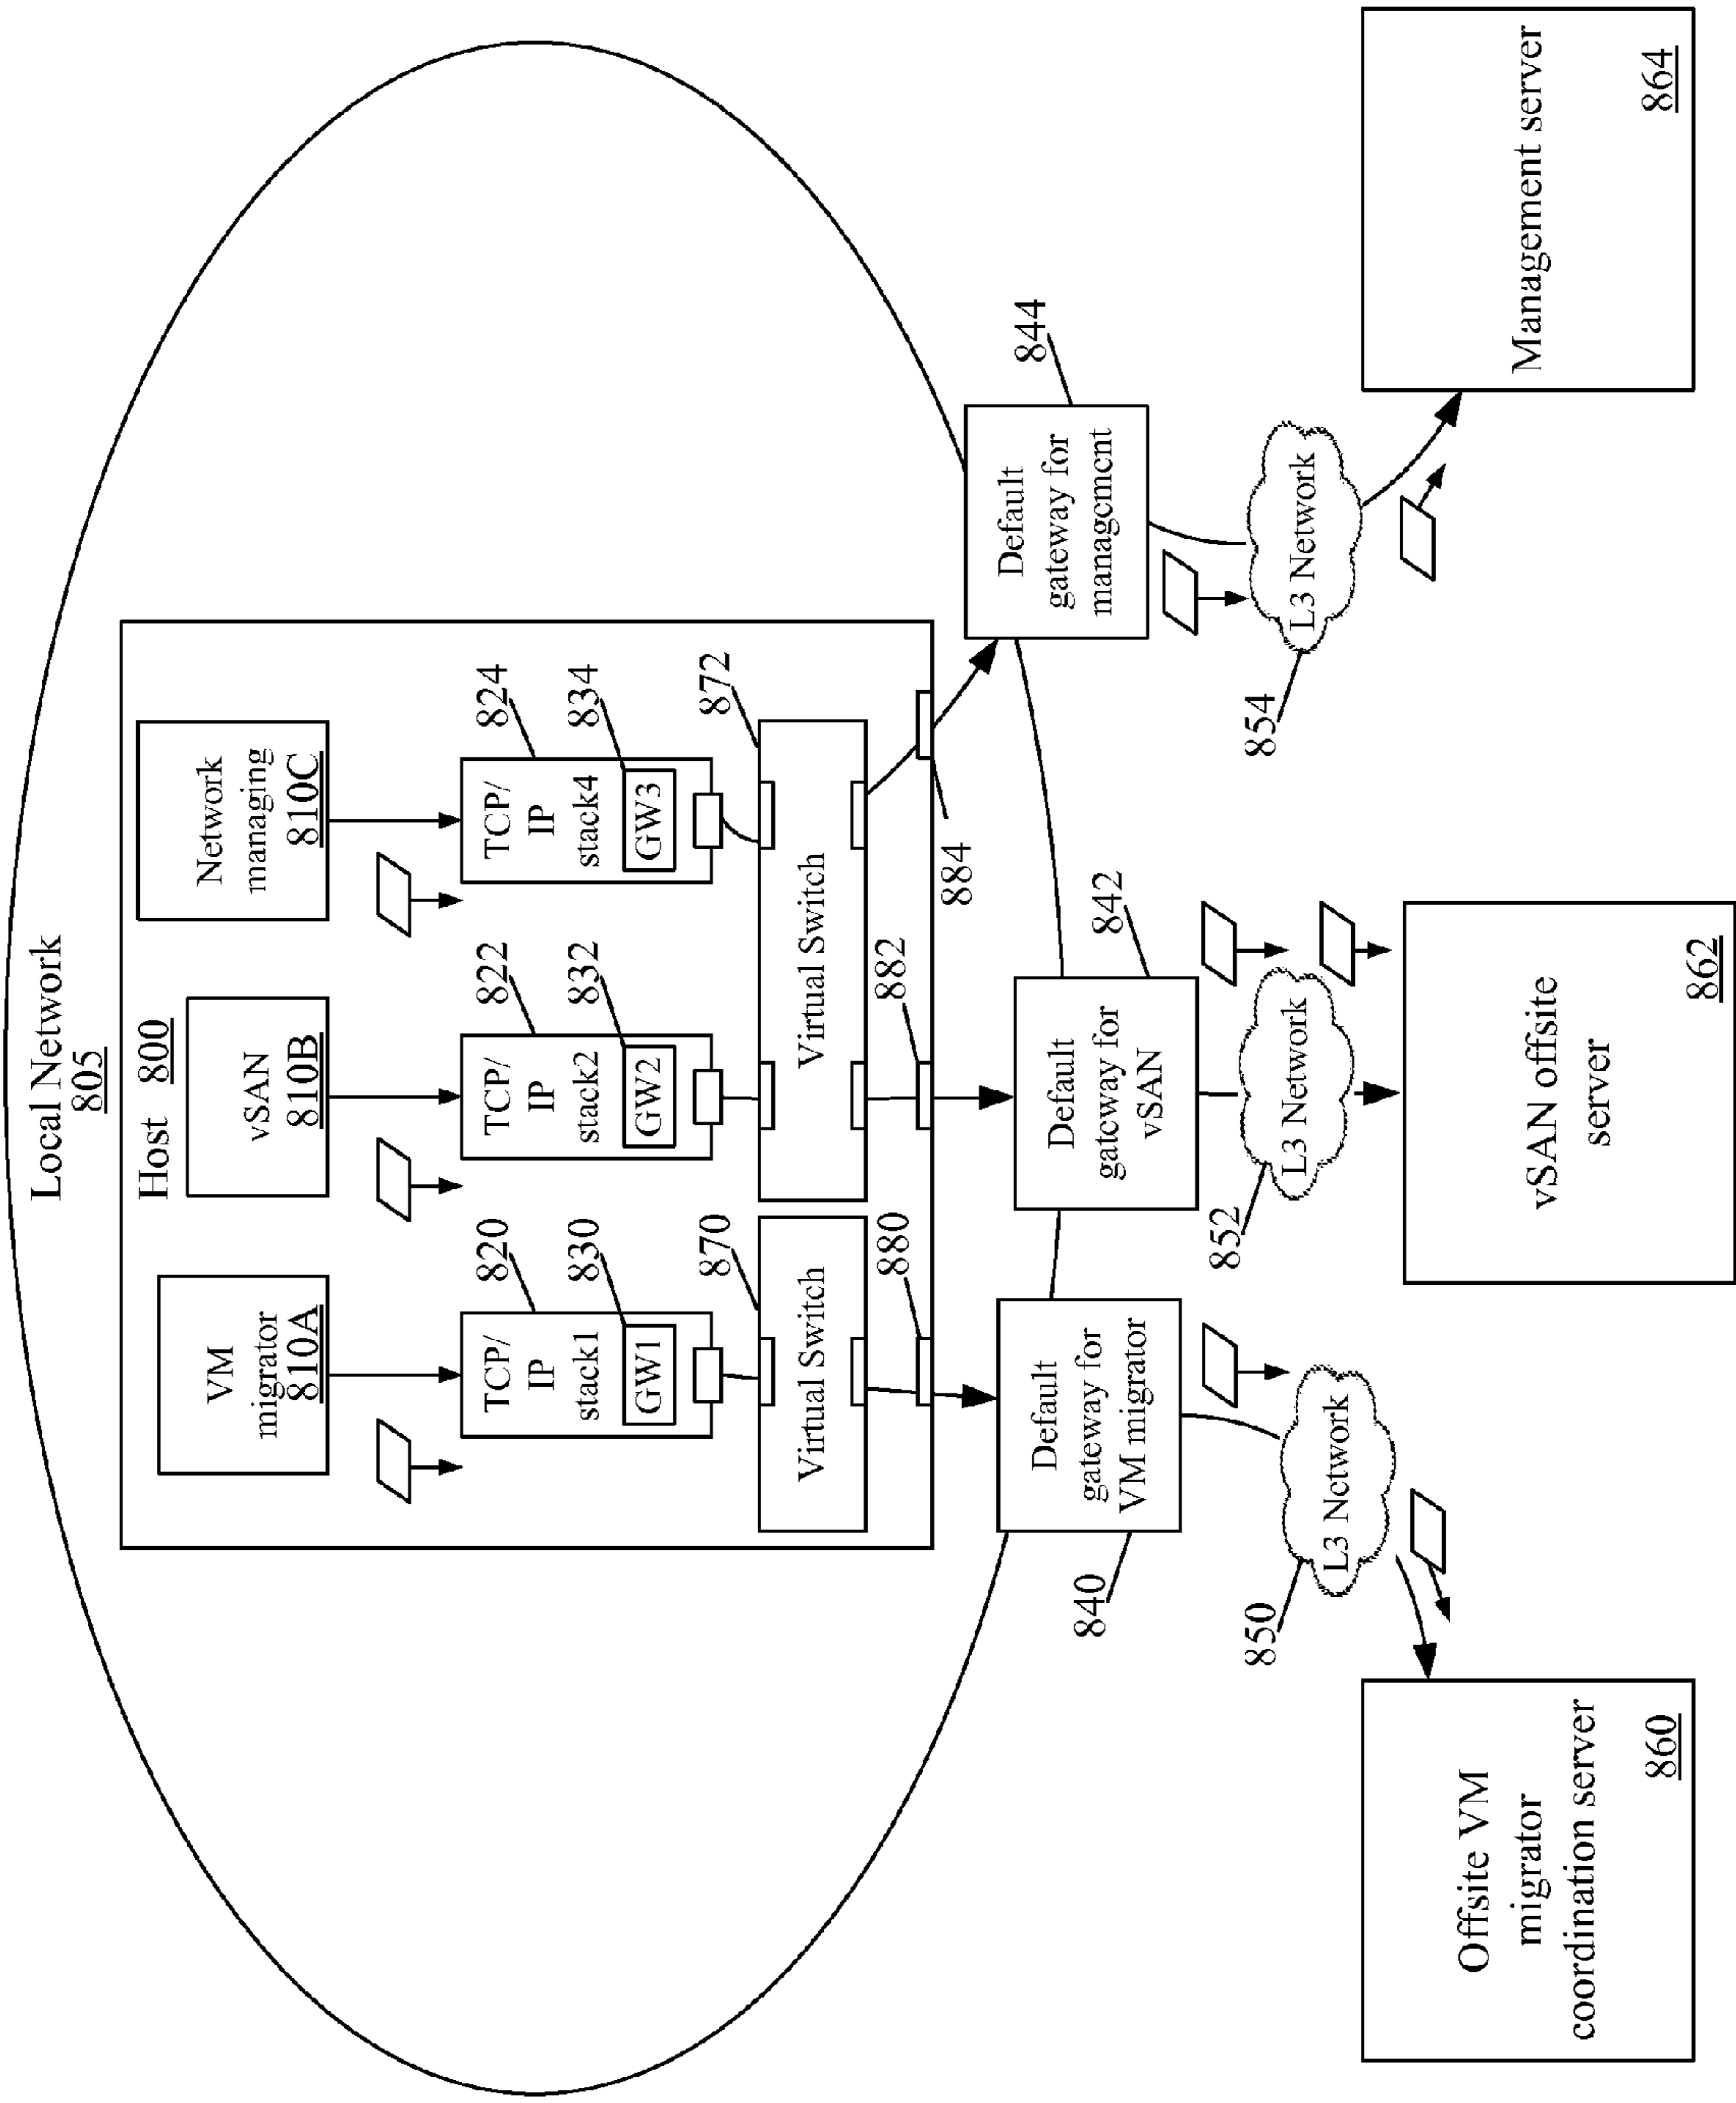 Local Network
805
Host 800
VM
migrator
810A
vSAN
810B
Network
managing
810C
TCP/
IP
stack1
GW1
820
830
TCP/
IP
stack2
GW2
822
832
TCP/
IP
stack4
GW3
824
834
Virtual Switch
870
Virtual Switch
872
880
882
884
Default
gateway for
VM migrator
840
Default
gateway for
vSAN
842
Default
gateway for
management
844
L3 Network
850
L3 Network
852
L3 Network
854
Offsite VM
migrator
coordination server
860
vSAN offsite
server
862
Management server
864